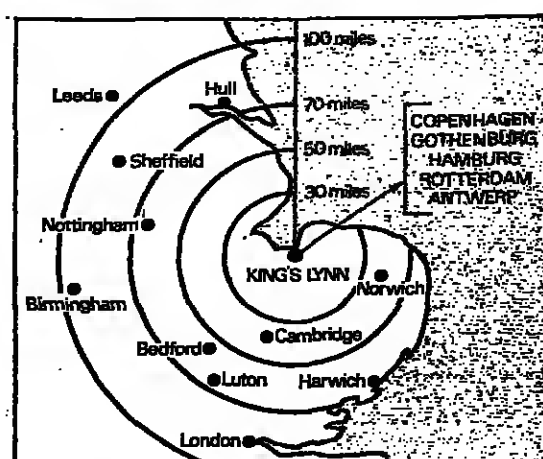 100 miles
Leeds
Hull
70 miles
COPENHAGEN
GOTHENBURG
HAMBURG
ROTTERDAM
ANTWERP
Sheffield
50 miles
30 miles
Nottingham
KING'S LYNN
Birmingham
Norwich
Cambridge
Bedford
Luton
Harwich
London